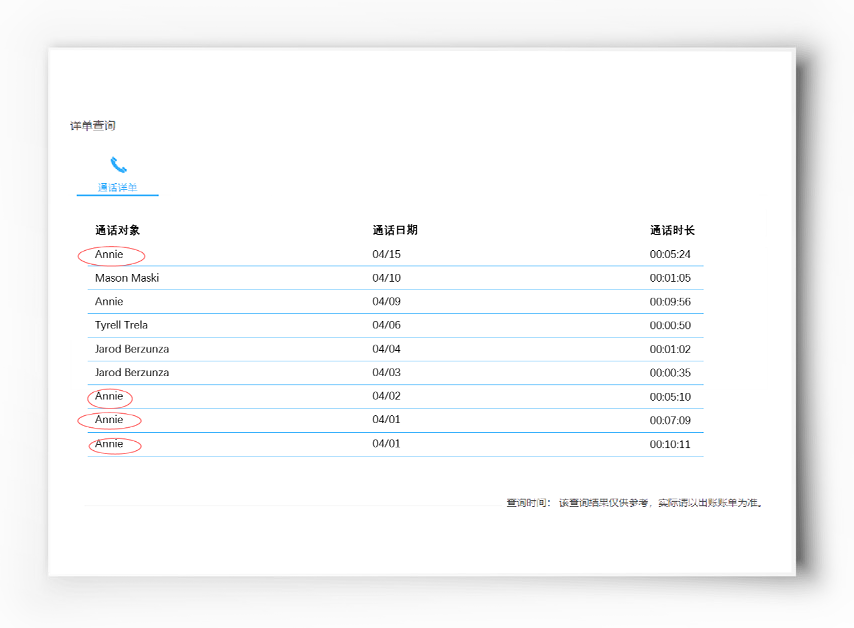 详单查询
通话详单
通话对象 通话日期 通话时长
Annie 04/15 00:05:24
Mason Maski 04/10 00:01:05
Annie 04/09 00:09:56
Tyrell Trela 04/06 00:00:50
Jarod Berzunza 04/04 00:01:02
Jarod Berzunza 04/03 00:00:35
Annie 04/02 00:05:10
Annie 04/01 00:07:09
Annie 04/01 00:10:11
查询时间: 该查询结果仅供参考，实际请以出账账单为准。